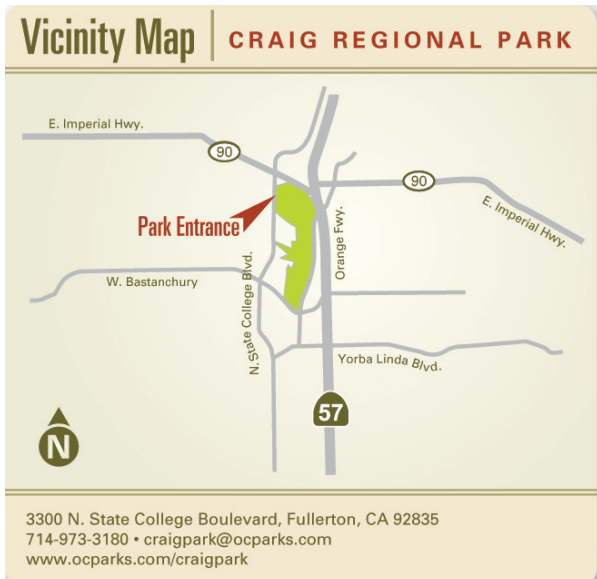 Vicinity Map | CRAIG REGIONAL PARK
E. Imperial Hwy.
90
90
E. Imperial Hwy.
Park Entrance
Orange Fwy.
W. Bastanchury
N. State College Blvd.
Yorba Linda Blvd.
57
N
3300 N. State College Boulevard, Fullerton, CA 92835
714-973-3180 • craigpark@ocparks.com
www.ocparks.com/craigpark